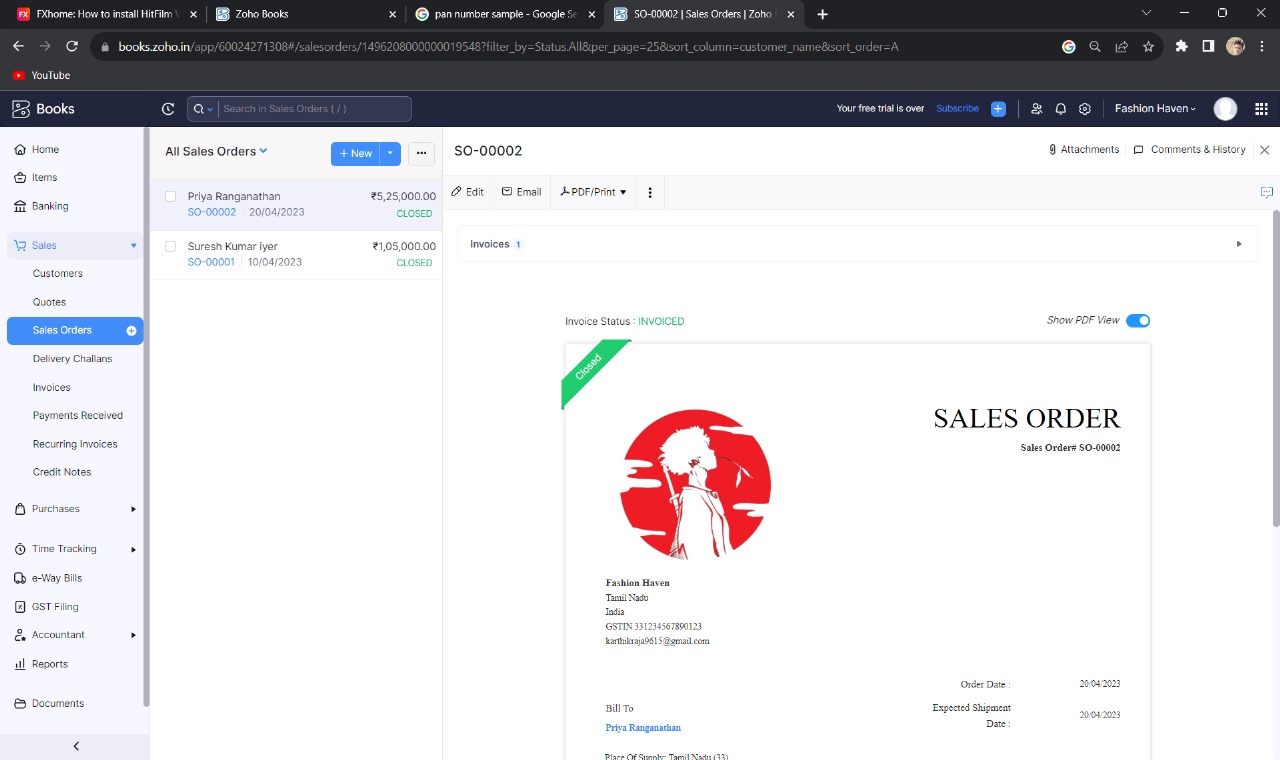 FXhome: How to install HitFilm
Zoho Books
pan number sample - Google Se
SO-00002 | Sales Orders | Zoho
books.zoho.in/app/60024271308#/salesorders/1496208000000019548?filter_by=Status.All&per_page=25&sort_column=customer_name&sort_order=A
YouTube
Books
Search in Sales Orders ( / )
Your free trial is over Subscribe
Fashion Haven
Home
Items
Banking
Sales
Customers
Quotes
Sales Orders
Delivery Challans
Invoices
Payments Received
Recurring Invoices
Credit Notes
Purchases
Time Tracking
e-Way Bills
GST Filing
Accountant
Reports
Documents
All Sales Orders
+ New
Priya Ranganathan ₹5,25,000.00
SO-00002 20/04/2023 CLOSED
Suresh Kumar iyer ₹1,05,000.00
SO-00001 10/04/2023 CLOSED
SO-00002
Attachments
Comments & History
Edit
Email
PDF/Print
Invoices 1
Invoice Status : INVOICED
Show PDF View
Closed
SALES ORDER
Sales Order# SO-00002
Fashion Haven
Tamil Nadu
India
GSTIN 331234567890123
karthikraja9615@gmail.com
Order Date : 20/04/2023
Expected Shipment
Date : 20/04/2023
Bill To
Priya Ranganathan
Place Of Supply: Tamil Nadu (33)